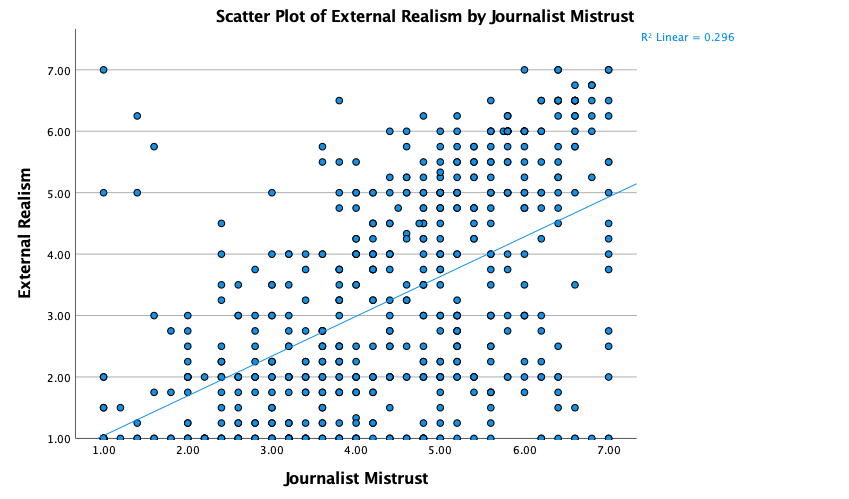 Scatter Plot of External Realism by Journalist Mistrust
R² Linear = 0.296
External Realism
7.00
6.00
5.00
4.00
3.00
2.00
1.00
1.00 2.00 3.00 4.00 5.00 6.00 7.00
Journalist Mistrust